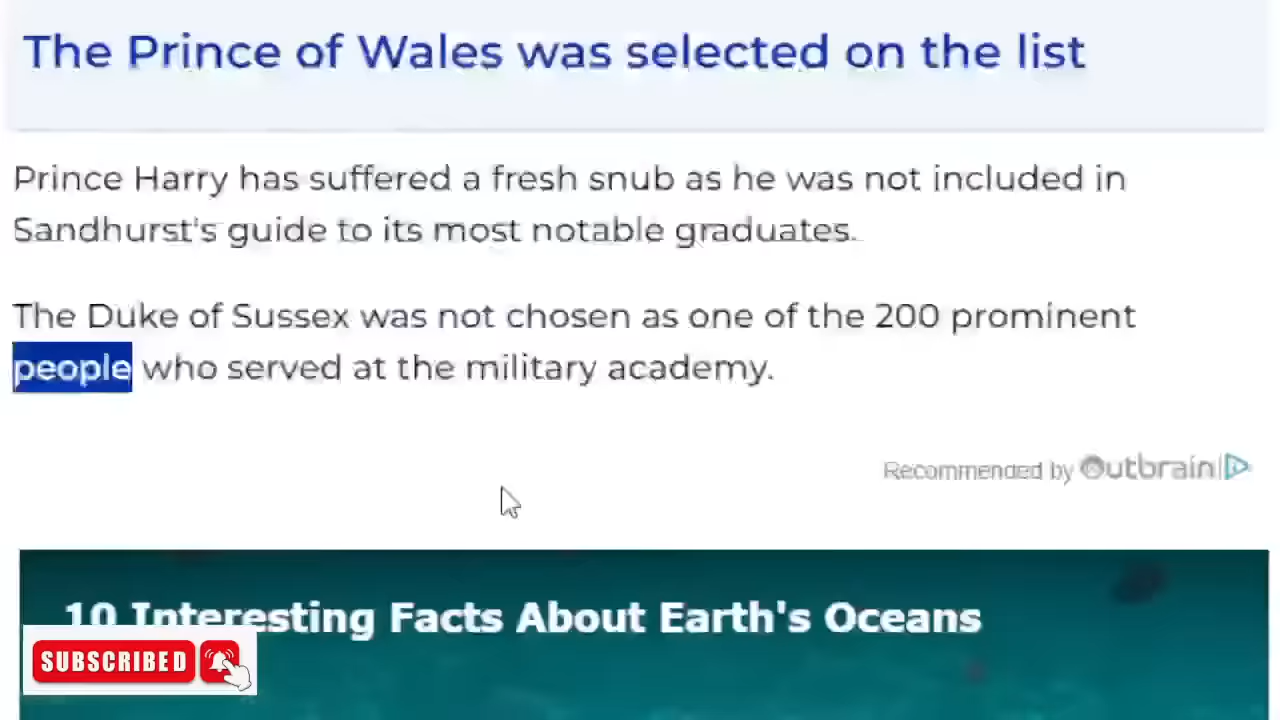 The Prince of Wales was selected on the list
Prince Harry has suffered a fresh snub as he was not included in
Sandhurst's guide to its most notable graduates.
The Duke of Sussex was not chosen as one of the 200 prominent
people who served at the military academy.
Recommended by Outbrain
10 Interesting Facts About Earth's Oceans
SUBSCRIBED